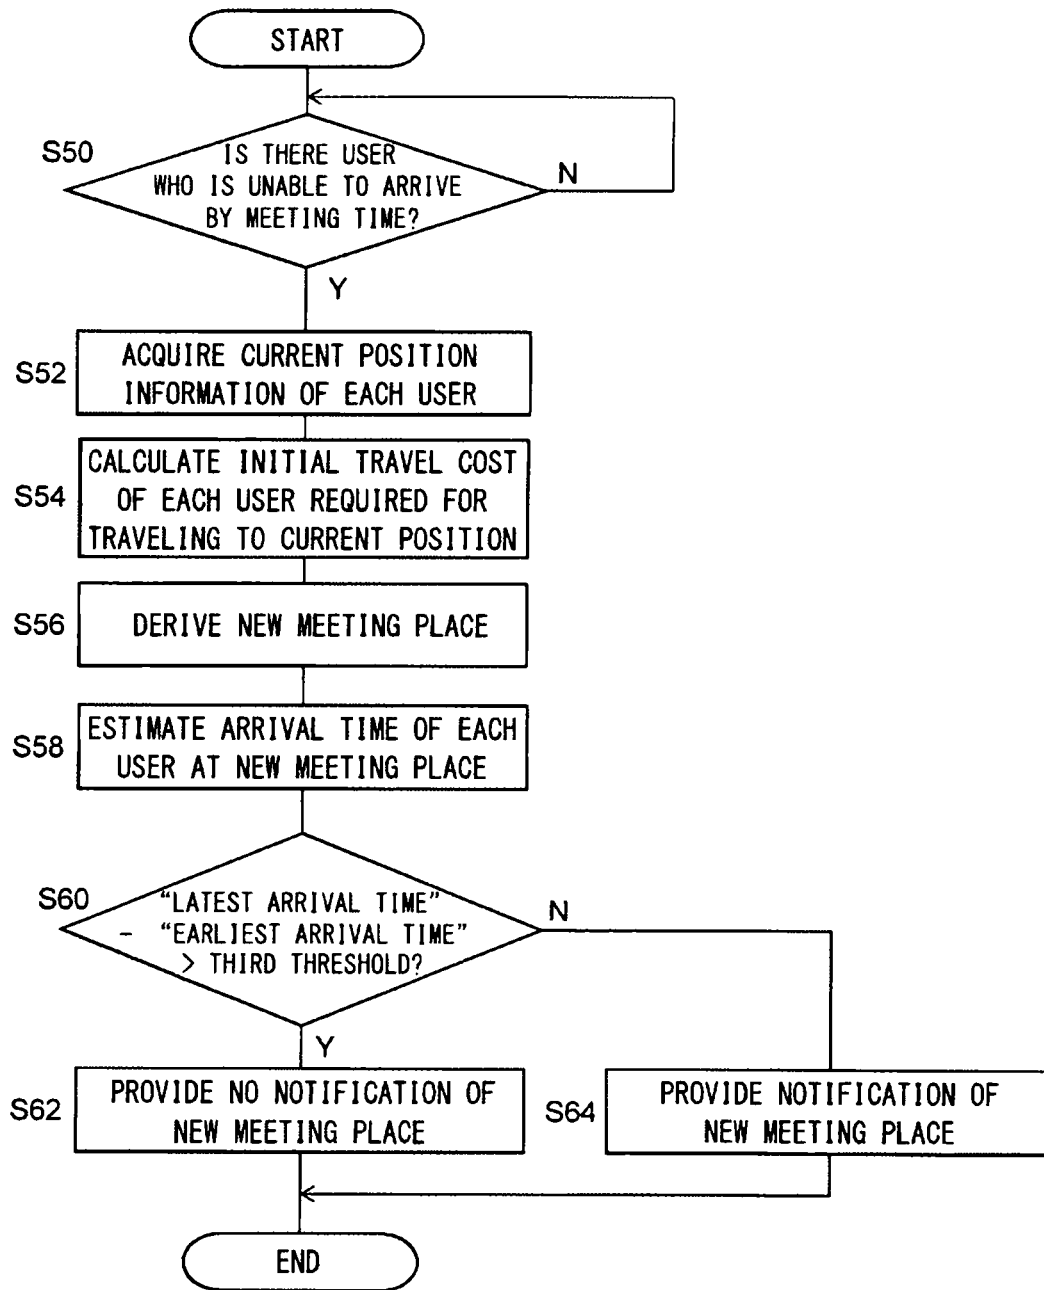 START
S50
IS THERE USER
WHO IS UNABLE TO ARRIVE
BY MEETING TIME?
N
Y
S52
ACQUIRE CURRENT POSITION
INFORMATION OF EACH USER
S54
CALCULATE INITIAL TRAVEL COST
OF EACH USER REQUIRED FOR
TRAVELING TO CURRENT POSITION
S56
DERIVE NEW MEETING PLACE
S58
ESTIMATE ARRIVAL TIME OF EACH
USER AT NEW MEETING PLACE
S60
“LATEST ARRIVAL TIME”
− “EARLIEST ARRIVAL TIME”
> THIRD THRESHOLD?
N
Y
S62
PROVIDE NO NOTIFICATION OF
NEW MEETING PLACE
S64
PROVIDE NOTIFICATION OF
NEW MEETING PLACE
END